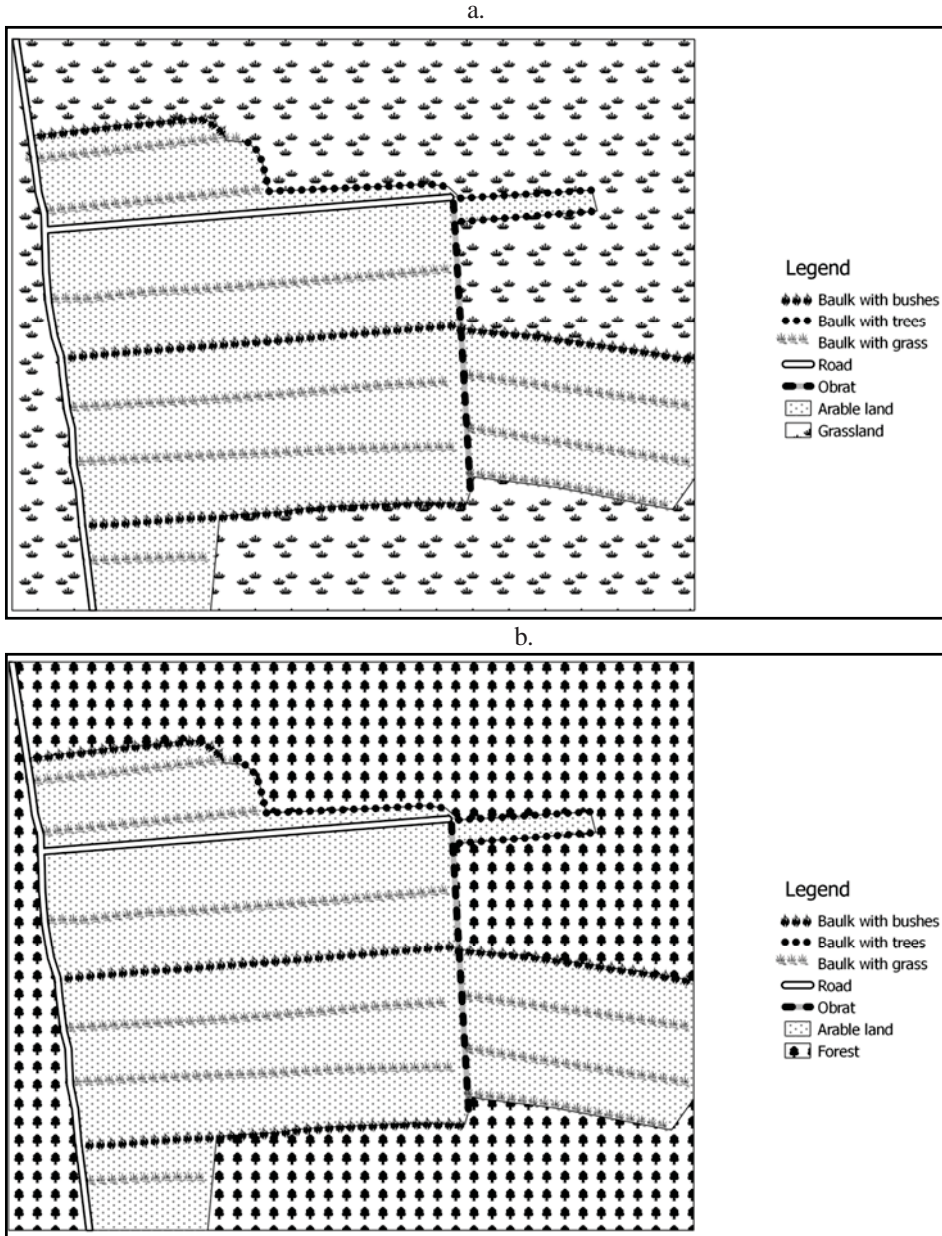 a.
Legend
Baulk with bushes
Baulk with trees
Baulk with grass
Road
Obrat
Arable land
Grassland
b.
Legend
Baulk with bushes
Baulk with trees
Baulk with grass
Road
Obrat
Arable land
Forest